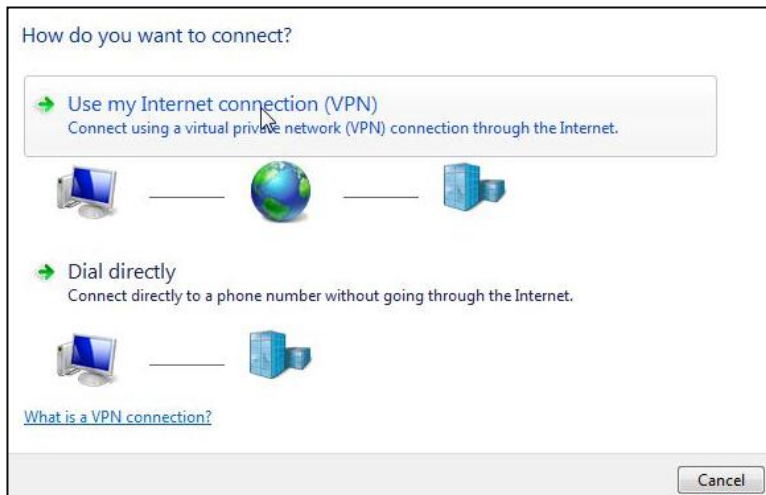 How do you want to connect?
Use my Internet connection (VPN)
Connect using a virtual private network (VPN) connection through the Internet.
Dial directly
Connect directly to a phone number without going through the Internet.
What is a VPN connection?
Cancel